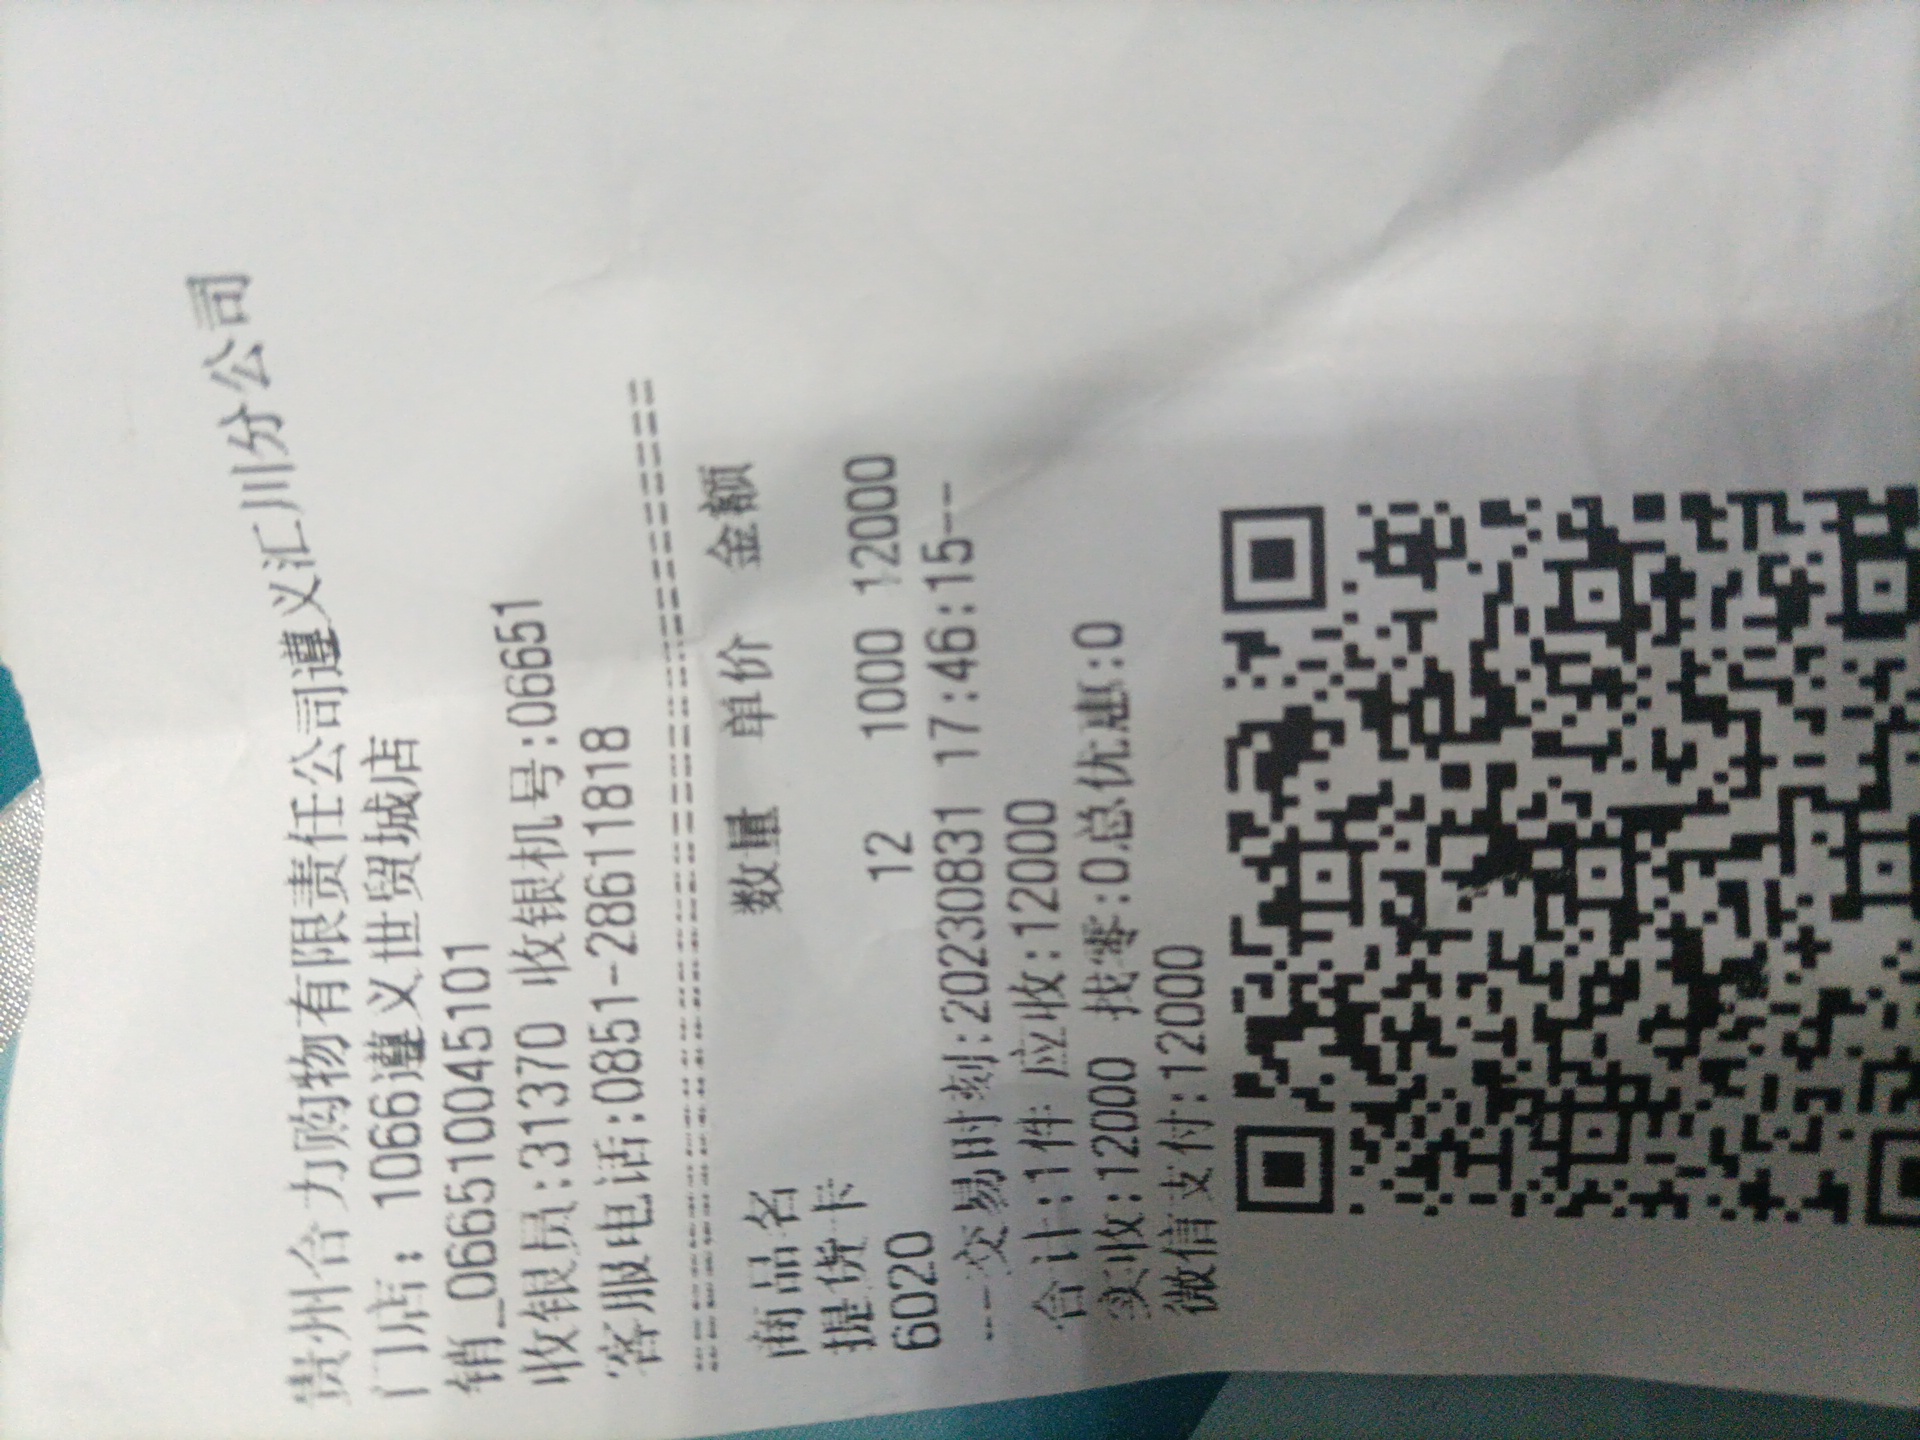 贵州合力购物有限责任公司遵义汇川分公司
门店: 1066遵义世贸城店
销_066510045101
收银员:31370 收银机号:06651
客服电话:0851-28611818
==========================================
商品名 数量 单价 金额
提货卡
6020 12 1000 12000
---交易时刻:20230831 17:46:15--
合计:1件 应收:12000
实收:12000 找零:0总优惠:0
微信支付:12000